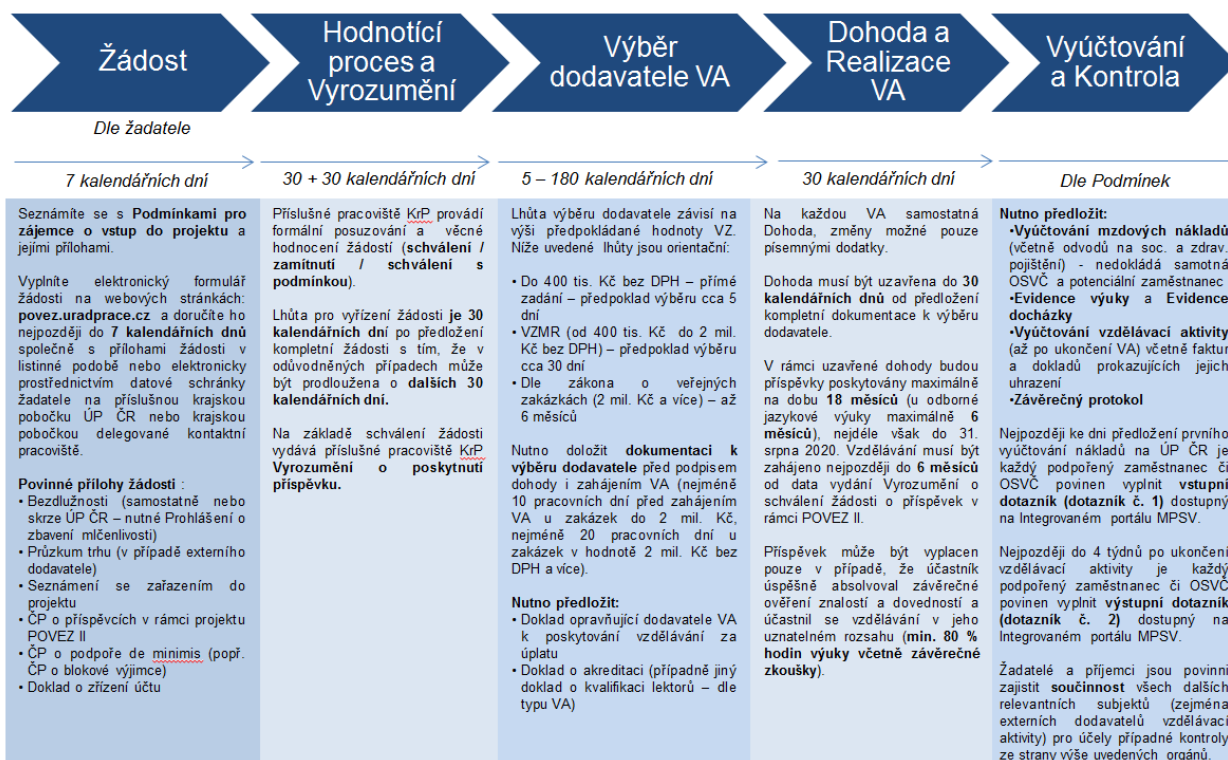 Žádost
Hodnotící
proces a
Vyrozumění
Výběr
dodavatele VA
Dohoda a
Realizace
VA
Vyúčtování
a Kontrola
Dle žadatele
7 kalendářních dní
30 + 30 kalendářních dní
5 – 180 kalendářních dní
30 kalendářních dní
Dle Podmínek
Seznámíte se s Podmínkami pro
zájemce o vstup do projektu a
jejími přílohami.
Vyplníte elektronický formulář
žádosti na webových stránkách:
povez.uradprace.cz a doručíte ho
nejpozději do 7 kalendářních dnů
společně s přílohami žádosti v
listinné podobě nebo elektronicky
prostřednictvím datové schránky
žadatele na příslušnou krajskou
pobočku ÚP ČR nebo krajskou
pobočkou delegované kontaktní
pracoviště.
Povinné přílohy žádosti :
• Bezdlužnosti (samostatně nebo
skrze ÚP ČR – nutné Prohlášení o
zbavení mlčenlivosti)
• Průzkum trhu (v případě externího
dodavatele)
• Seznámení se zařazením do
projektu
• ČP o příspěvcích v rámci projektu
POVEZ II
• ČP o podpoře de minimis (popř.
ČP o blokové výjimce)
• Doklad o zřízení účtu
Příslušné pracoviště KrP provádí
formální posuzování a věcné
hodnocení žádostí (schválení /
zamítnutí / schválení s
podmínkou).
Lhůta pro vyřízení žádosti je 30
kalendářních dní po předložení
kompletní žádosti s tím, že v
odůvodněných případech může
být prodloužena o dalších 30
kalendářních dní.
Na základě schválení žádosti
vydává příslušné pracoviště KrP
Vyrozumění o poskytnutí
příspěvku.
Lhůta výběru dodavatele závisí na
výši předpokládané hodnoty VZ.
Níže uvedené lhůty jsou orientační:
• Do 400 tis. Kč bez DPH – přímé
zadání – předpoklad výběru cca 5
dní
• VZMR (od 400 tis. Kč do 2 mil.
Kč bez DPH) – předpoklad výběru
cca 30 dní
• Dle zákona o veřejných
zakázkách (2 mil. Kč a více) – až
6 měsíců
Nutno doložit dokumentaci k
výběru dodavatele před podpisem
dohody i zahájením VA (nejméně
10 pracovních dní před zahájením
VA u zakázek do 2 mil. Kč,
nejméně 20 pracovních dní u
zakázek v hodnotě 2 mil. Kč bez
DPH a více).
Nutno předložit:
• Doklad opravňující dodavatele VA
k poskytování vzdělávání za
úplatu
• Doklad o akreditaci (případně jiný
doklad o kvalifikaci lektorů – dle
typu VA)
Na každou VA samostatná
Dohoda, změny možné pouze
písemnými dodatky.
Dohoda musí být uzavřena do 30
kalendářních dnů od předložení
kompletní dokumentace k výběru
dodavatele.
V rámci uzavřené dohody budou
příspěvky poskytovány maximálně
na dobu 18 měsíců (u odborné
jazykové výuky maximálně 6
měsíců), nejdéle však do 31.
srpna 2020. Vzdělávání musí být
zahájeno nejpozději do 6 měsíců
od data vydání Vyrozumění o
schválení žádosti o příspěvek v
rámci POVEZ II.
Příspěvek může být vyplacen
pouze v případě, že účastník
úspěšně absolvoval závěrečné
ověření znalostí a dovedností a
účastnil se vzdělávání v jeho
uznatelném rozsahu (min. 80 %
hodin výuky včetně závěrečné
zkoušky).
Nutno předložit:
•Vyúčtování mzdových nákladů
(včetně odvodů na soc. a zdrav.
pojištění) - nedokládá samotná
OSVČ a potenciální zaměstnanec
•Evidence výuky a Evidence
docházky
•Vyúčtování vzdělávací aktivity
(až po ukončení VA) včetně faktur
a dokladů prokazujících jejich
uhrazení
•Závěrečný protokol
Nejpozději ke dni předložení prvního
vyúčtování nákladů na ÚP ČR je
každý podpořený zaměstnanec či
OSVČ povinen vyplnit vstupní
dotazník (dotazník č. 1) dostupný
na Integrovaném portálu MPSV.
Nejpozději do 4 týdnů po ukončení
vzdělávací aktivity je každý
podpořený zaměstnanec či OSVČ
povinen vyplnit výstupní dotazník
(dotazník č. 2) dostupný na
Integrovaném portálu MPSV.
Žadatelé a příjemci jsou povinni
zajistit součinnost všech dalších
relevantních subjektů (zejména
externích dodavatelů vzdělávací
aktivity) pro účely případné kontroly
ze strany výše uvedených orgánů.